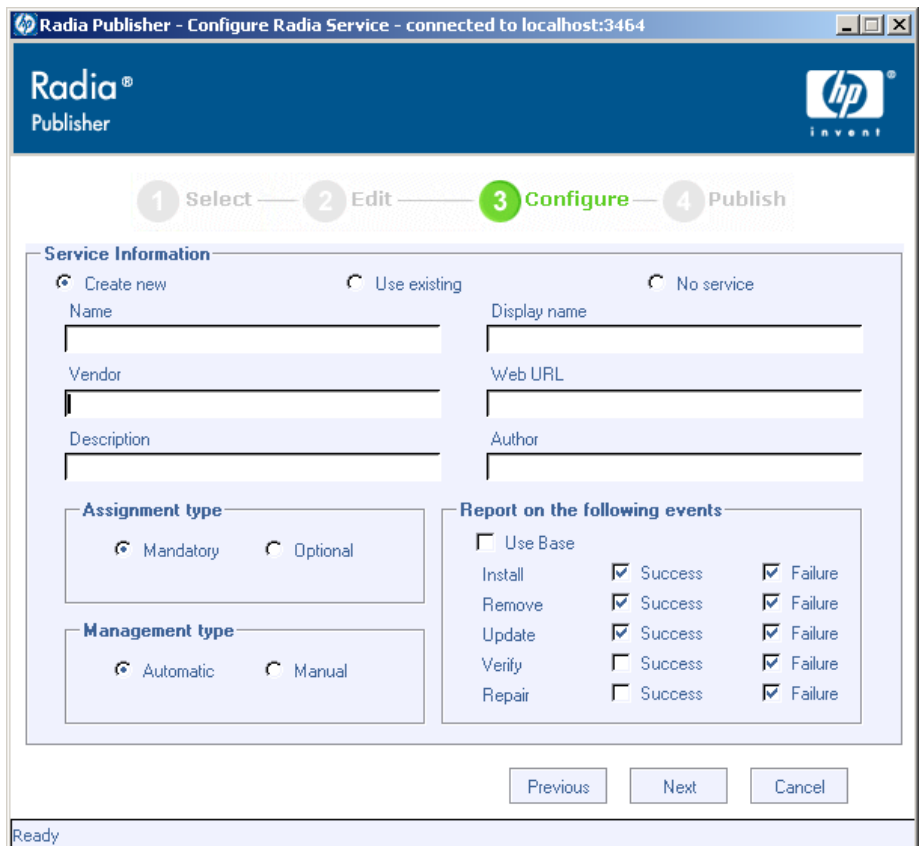 Radia Publisher - Configure Radia Service - connected to localhost:3464
Radia®
Publisher
hp®
invent
1 Select 2 Edit 3 Configure 4 Publish
Service Information
Create new Use existing No service
Name Display name
Vendor Web URL
Description Author
Assignment type
Mandatory Optional
Management type
Automatic Manual
Report on the following events
Use Base
Install Success Failure
Remove Success Failure
Update Success Failure
Verify Success Failure
Repair Success Failure
Previous Next Cancel
Ready